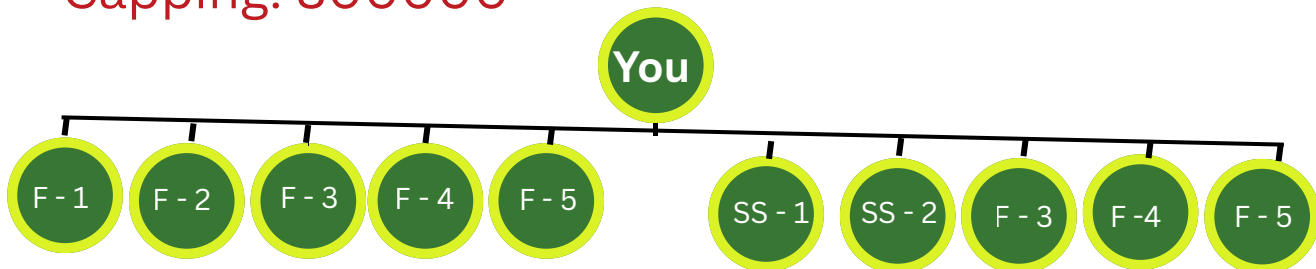 You
F - 1
F - 2
F - 3
F - 4
F - 5
SS - 1
SS - 2
F - 3
F -4
F - 5